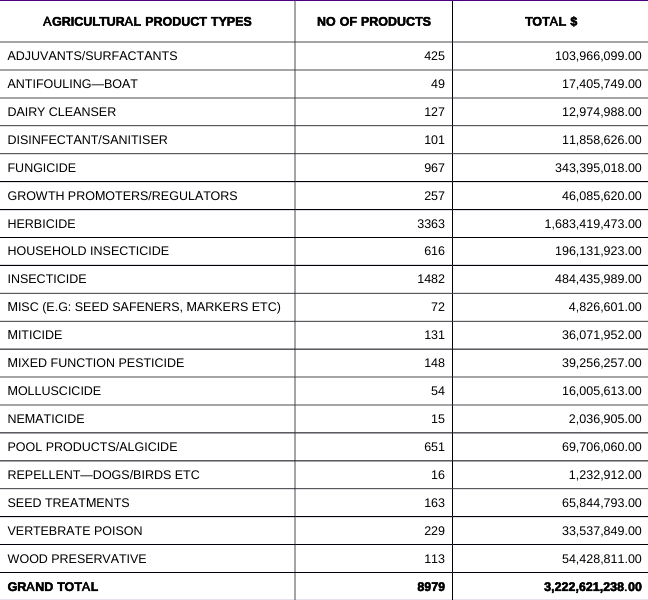 AGRICULTURAL PRODUCT TYPES NO OF PRODUCTS TOTAL $
ADJUVANTS/SURFACTANTS 425 103,966,099.00
ANTIFOULING—BOAT 49 17,405,749.00
DAIRY CLEANSER 127 12,974,988.00
DISINFECTANT/SANITISER 101 11,858,626.00
FUNGICIDE 967 343,395,018.00
GROWTH PROMOTERS/REGULATORS 257 46,085,620.00
HERBICIDE 3363 1,683,419,473.00
HOUSEHOLD INSECTICIDE 616 196,131,923.00
INSECTICIDE 1482 484,435,989.00
MISC (E.G: SEED SAFENERS, MARKERS ETC) 72 4,826,601.00
MITICIDE 131 36,071,952.00
MIXED FUNCTION PESTICIDE 148 39,256,257.00
MOLLUSCICIDE 54 16,005,613.00
NEMATICIDE 15 2,036,905.00
POOL PRODUCTS/ALGICIDE 651 69,706,060.00
REPELLENT—DOGS/BIRDS ETC 16 1,232,912.00
SEED TREATMENTS 163 65,844,793.00
VERTEBRATE POISON 229 33,537,849.00
WOOD PRESERVATIVE 113 54,428,811.00
GRAND TOTAL 8979 3,222,621,238.00